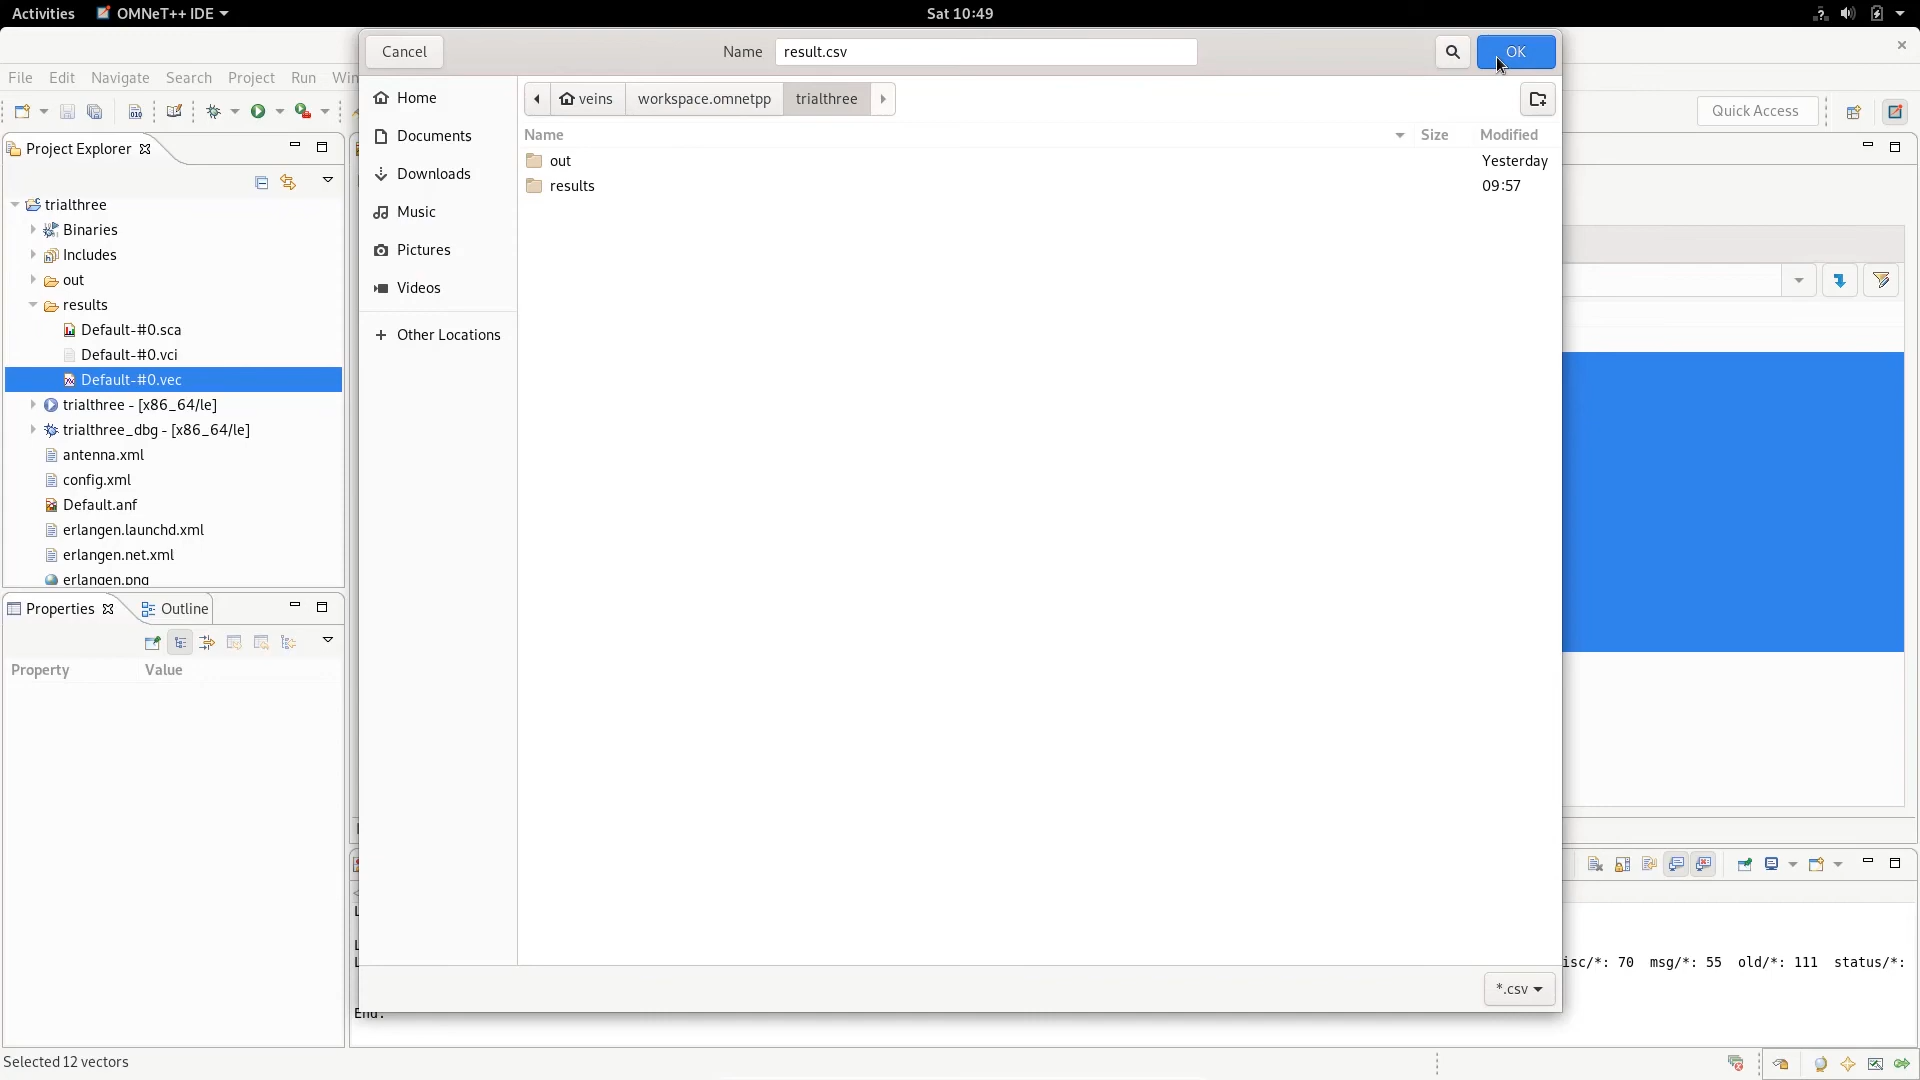 Activities OMNeT++ IDE Sat 10:49
Cancel Name result.csv OK
File Edit Navigate Search Project Run Win
Quick Access
Project Explorer
trialthree
Binaries
Includes
out
results
Default-#0.sca
Default-#0.vci
Default-#0.vec
trialthree - [x86_64/le]
trialthree_dbg - [x86_64/le]
antenna.xml
config.xml
Default.anf
erlangen.launchd.xml
erlangen.net.xml
erlangen.png
Home
Documents
Downloads
Music
Pictures
Videos
Other Locations
veins workspace.omnetpp trialthree
Name Size Modified
out Yesterday
results 09:57
*.csv
Properties Outline
Property Value
isc/*: 70 msg/*: 55 old/*: 111 status/*:
End.
Selected 12 vectors